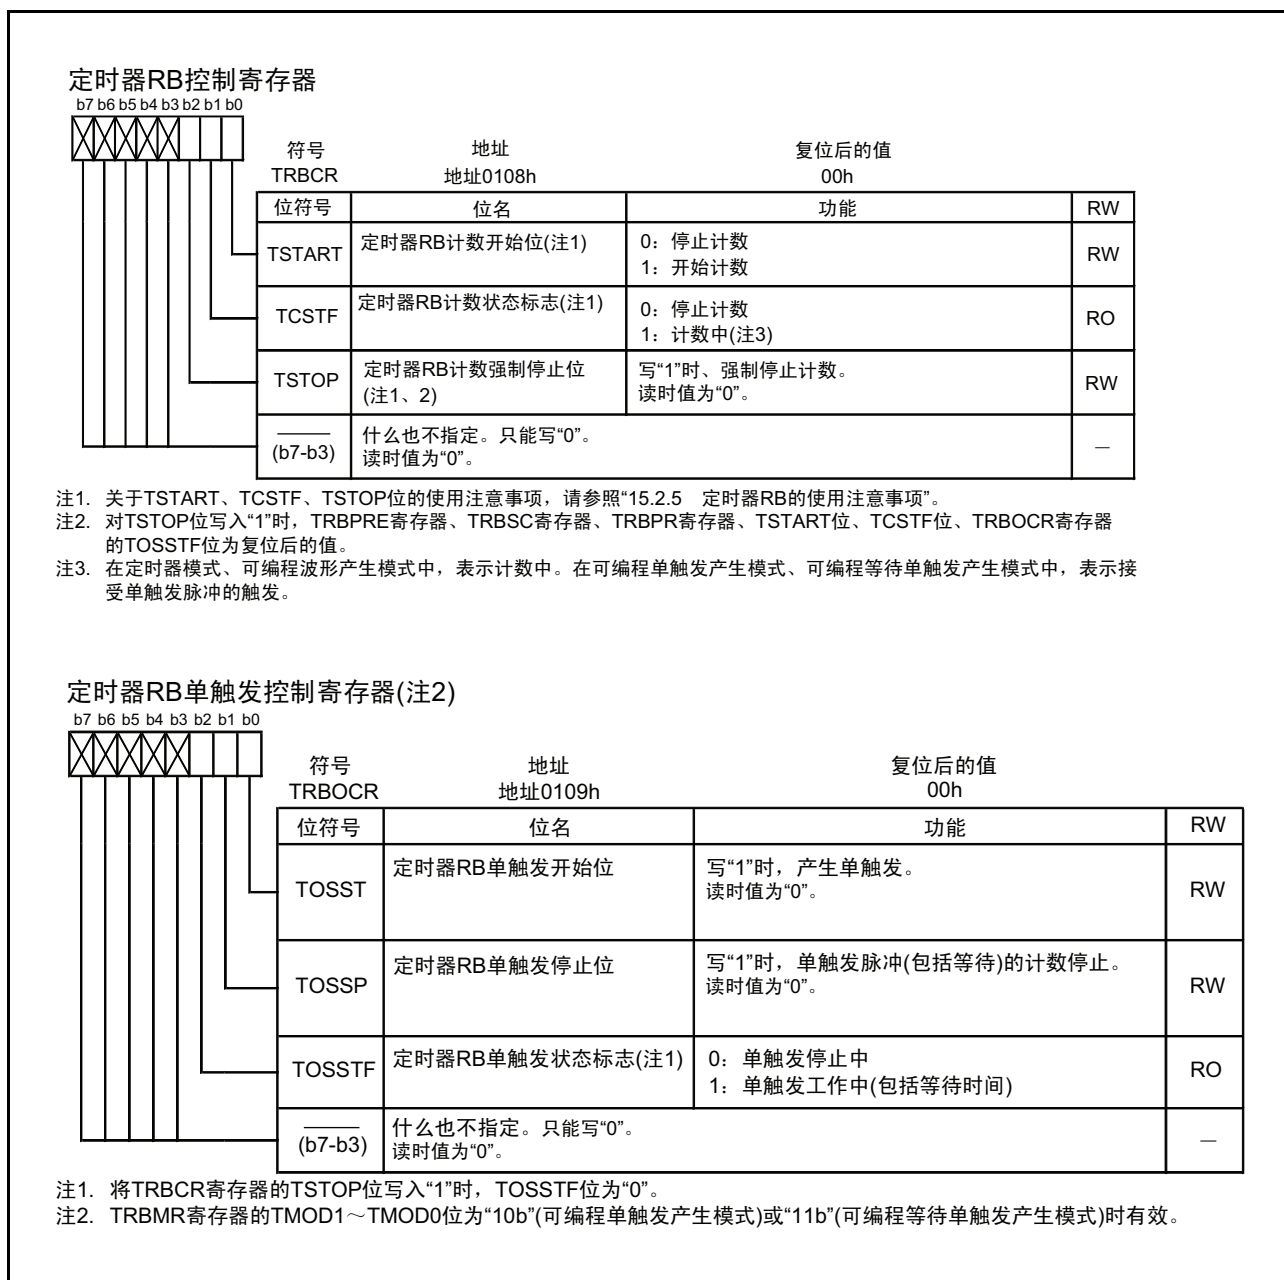 定时器RB控制寄存器
b7 b6 b5 b4 b3 b2 b1 b0
符号 地址 复位后的值
TRBCR 地址0108h 00h
位符号 位名 功能 RW
TSTART 定时器RB计数开始位(注1) 0：停止计数 RW
1：开始计数
TCSTF 定时器RB计数状态标志(注1) 0：停止计数 RO
1：计数中(注3)
TSTOP 定时器RB计数强制停止位 写“1”时、强制停止计数。 RW
(注1、2) 读时值为“0”。
(b7-b3) 什么也不指定。只能写“0”。 —
读时值为“0”。
注1. 关于TSTART、TCSTF、TSTOP位的使用注意事项，请参照“15.2.5 定时器RB的使用注意事项”。
注2. 对TSTOP位写入“1”时，TRBPRE寄存器、TRBSC寄存器、TRBPR寄存器、TSTART位、TCSTF位、TRBOCR寄存器
的TOSSTF位为复位后的值。
注3. 在定时器模式、可编程波形产生模式中，表示计数中。在可编程单触发产生模式、可编程等待单触发产生模式中，表示接
受单触发脉冲的触发。
定时器RB单触发控制寄存器(注2)
b7 b6 b5 b4 b3 b2 b1 b0
符号 地址 复位后的值
TRBOCR 地址0109h 00h
位符号 位名 功能 RW
TOSST 定时器RB单触发开始位 写“1”时，产生单触发。 RW
读时值为“0”。
TOSSP 定时器RB单触发停止位 写“1”时，单触发脉冲(包括等待)的计数停止。 RW
读时值为“0”。
TOSSTF 定时器RB单触发状态标志(注1) 0：单触发停止中 RO
1：单触发工作中(包括等待时间)
(b7-b3) 什么也不指定。只能写“0”。 —
读时值为“0”。
注1. 将TRBCR寄存器的TSTOP位写入“1”时，TOSSTF位为“0”。
注2. TRBMR寄存器的TMOD1～TMOD0位为“10b”(可编程单触发产生模式)或“11b”(可编程等待单触发产生模式)时有效。